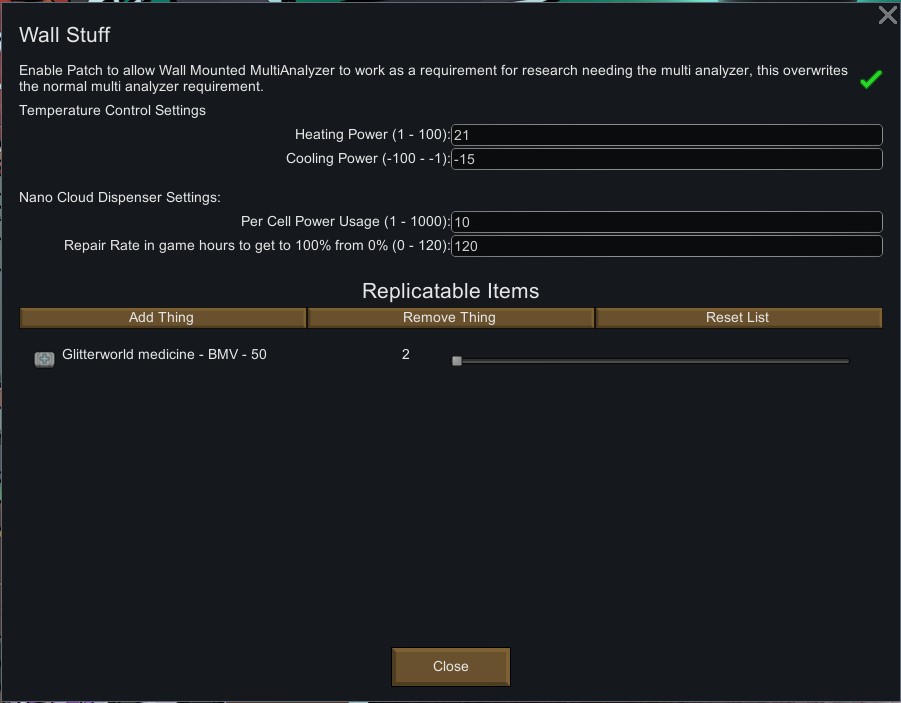 Wall Stuff
Enable Patch to allow Wall Mounted MultiAnalyzer to work as a requirement for research needing the multi analyzer, this overwrites
the normal multi analyzer requirement.
Temperature Control Settings
Heating Power (1 - 100): 21
Cooling Power (-100 - -1): -15
Nano Cloud Dispenser Settings:
Per Cell Power Usage (1 - 1000): 10
Repair Rate in game hours to get to 100% from 0% (0 - 120): 120
Replicatable Items
Add Thing Remove Thing Reset List
Glitterworld medicine - BMV - 50 2
Close